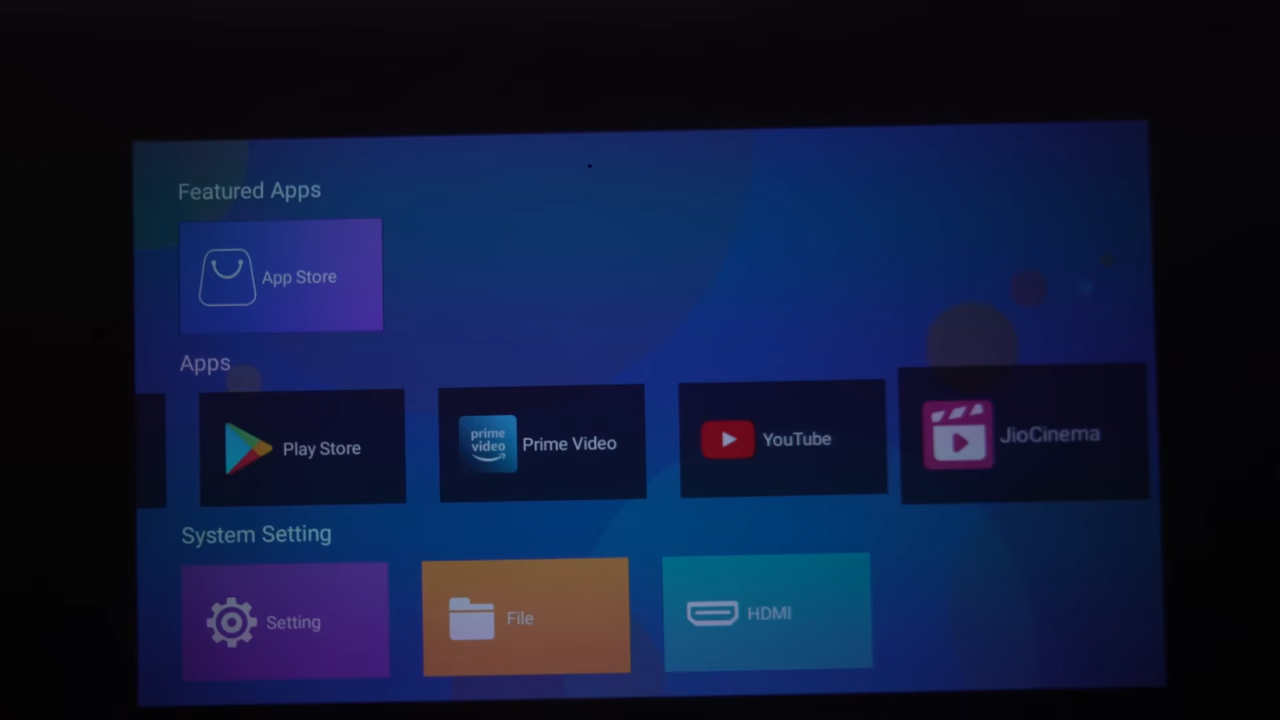 Featured Apps
App Store
Apps
Play Store
prime
video
Prime Video
YouTube
JioCinema
System Setting
Setting
File
HDMI